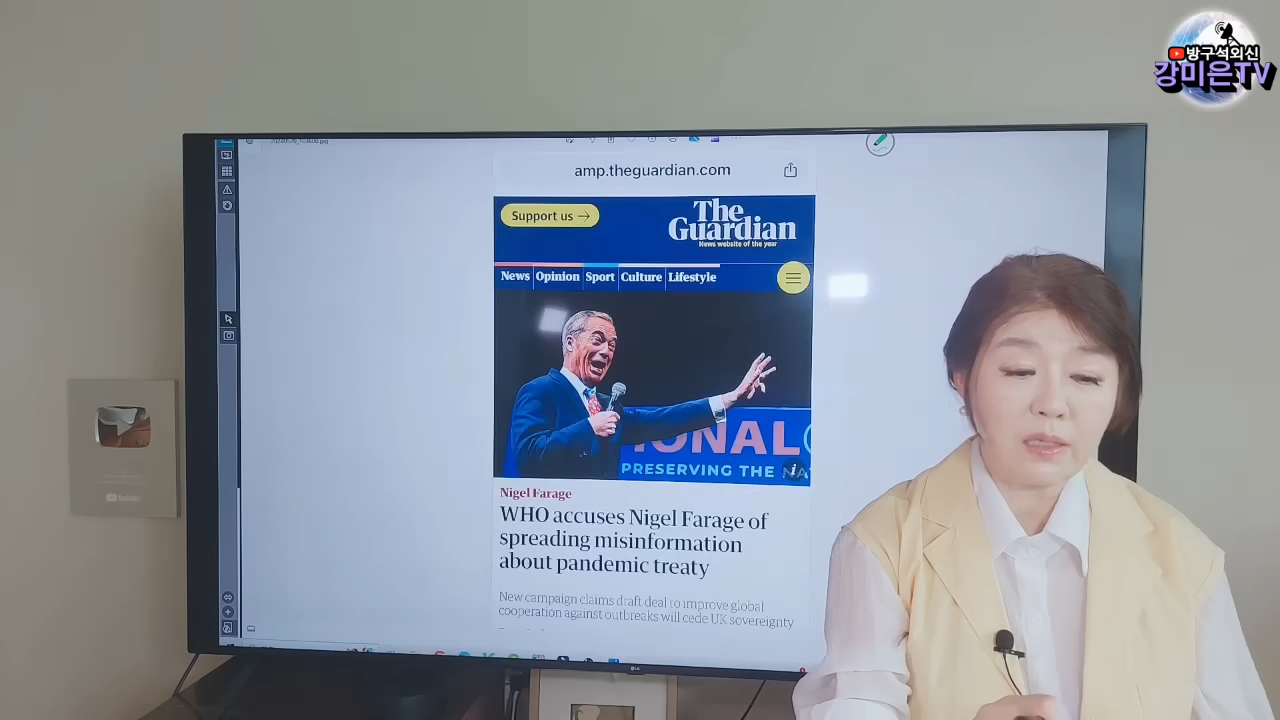 방구석외신
강미은TV
amp.theguardian.com
Support us →
The
Guardian
News website of the year
News Opinion Sport Culture Lifestyle
IONAL
PRESERVING THE NA
Nigel Farage
WHO accuses Nigel Farage of
spreading misinformation
about pandemic treaty
New campaign claims draft deal to improve global
cooperation against outbreaks will cede UK sovereignty
YouTube
LG